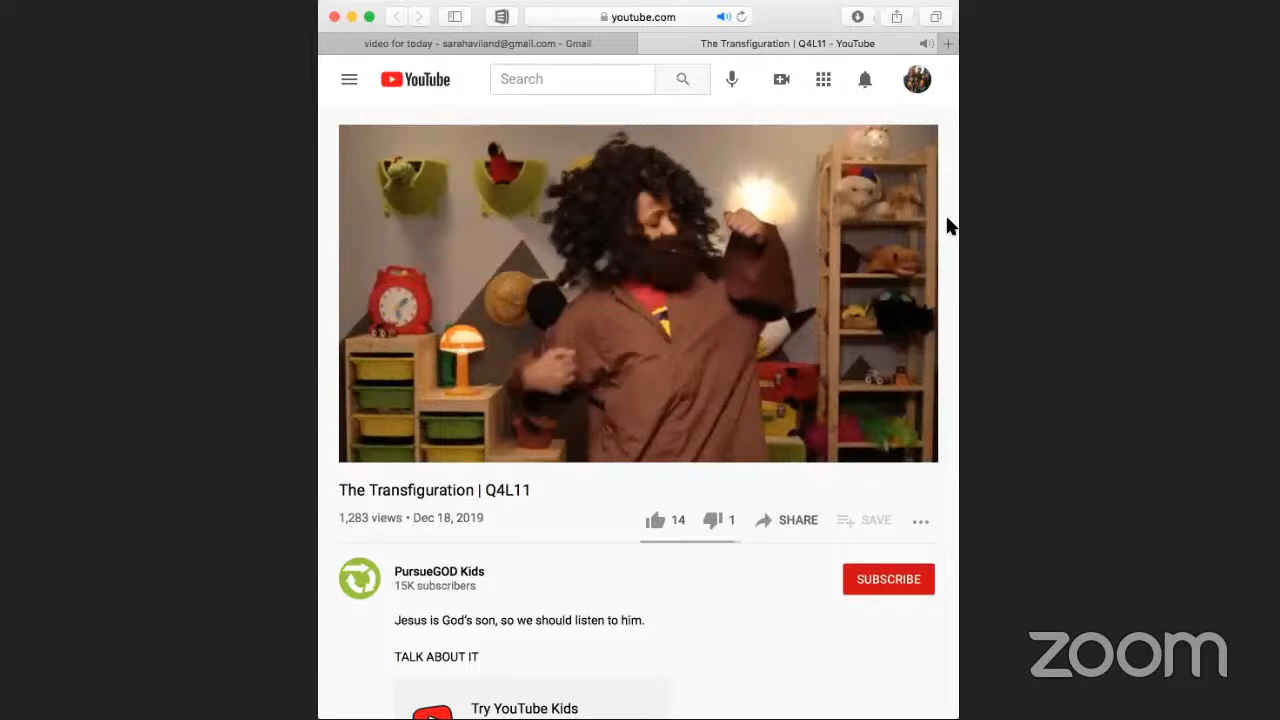 youtube.com
video for today - sarahaviland@gmail.com - Gmail
The Transfiguration | Q4L11 - YouTube
YouTube
Search
The Transfiguration | Q4L11
1,283 views • Dec 18, 2019
14
1
SHARE
SAVE
PursueGOD Kids
15K subscribers
SUBSCRIBE
Jesus is God's son, so we should listen to him.
TALK ABOUT IT
Try YouTube Kids
zoom